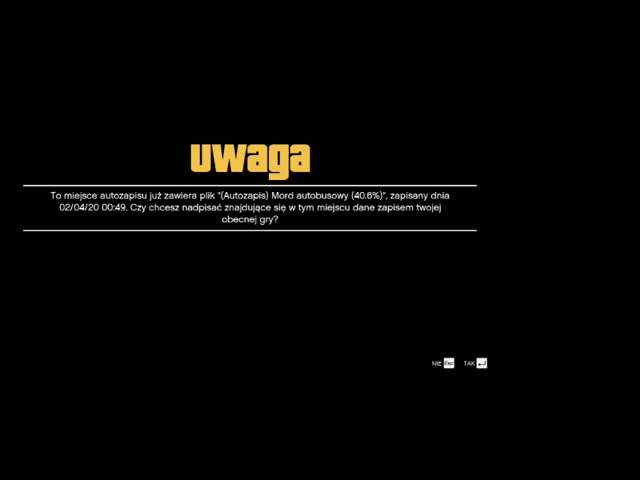 uwaga
To miejsce autozapisu już zawiera plik "(Autozapis) Mord autobusowy (40.6%)", zapisany dnia
02/04/20 00:49. Czy chcesz nadpisać znajdujące się w tym miejscu dane zapisem twojej
obecnej gry?
NIE Esc TAK